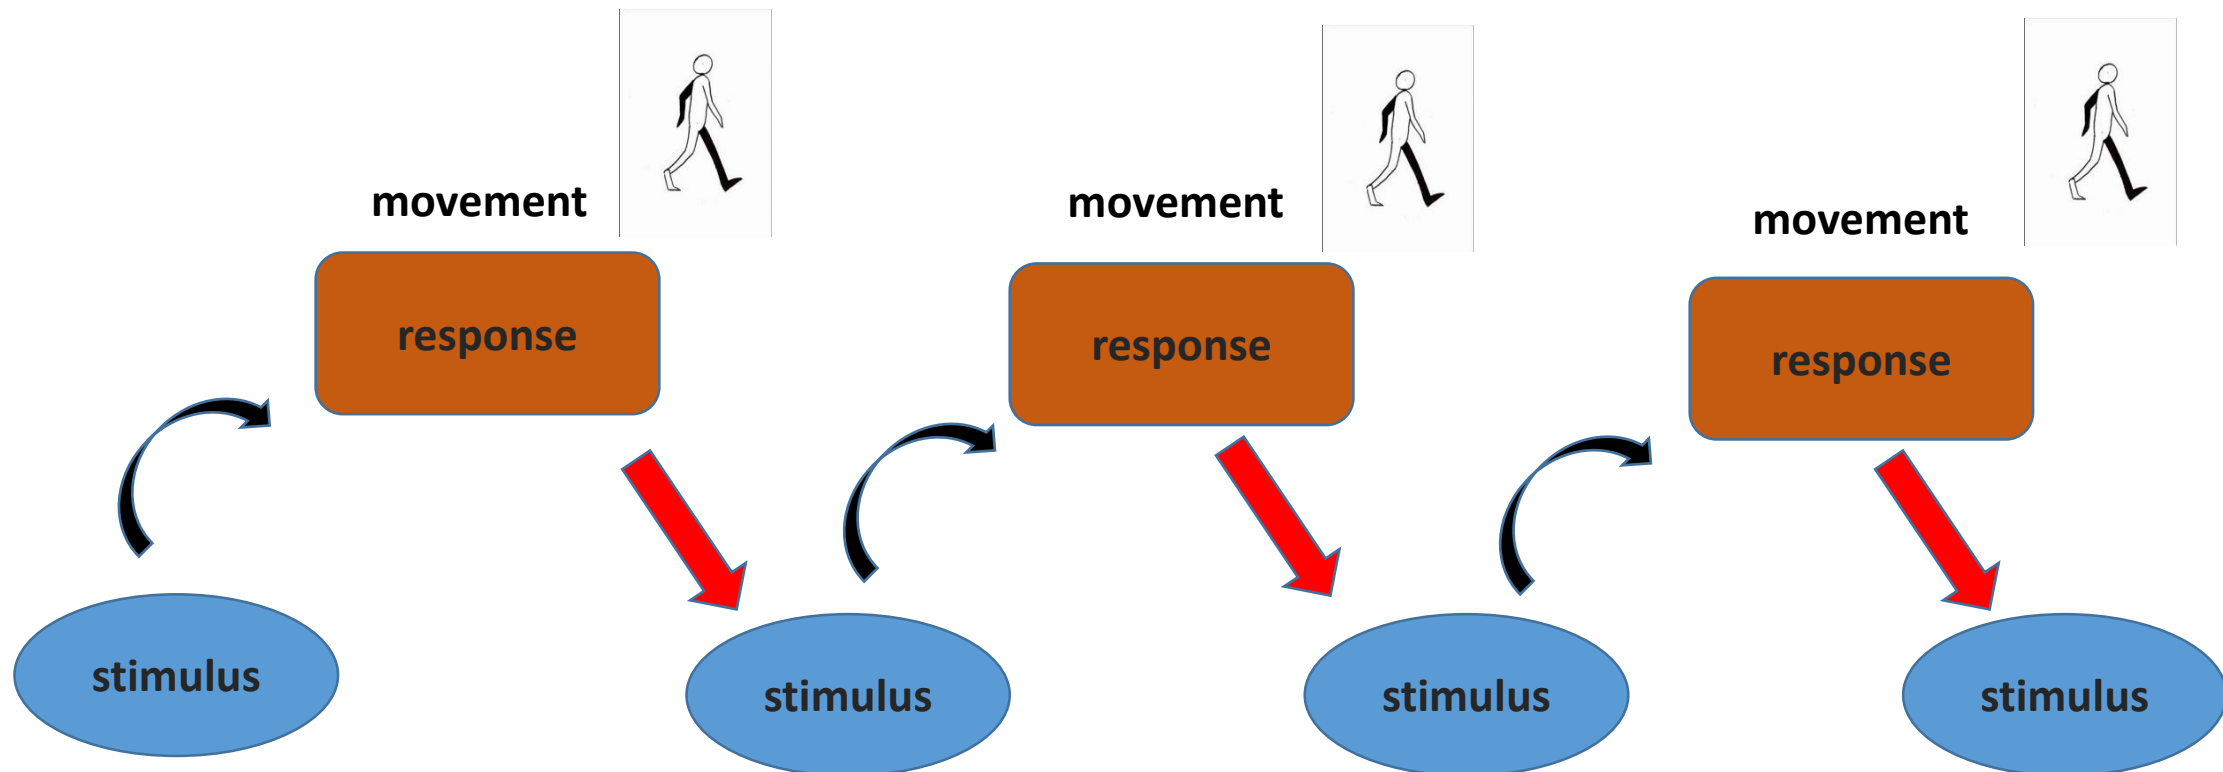 movement
response
stimulus
movement
response
stimulus
movement
response
stimulus
stimulus